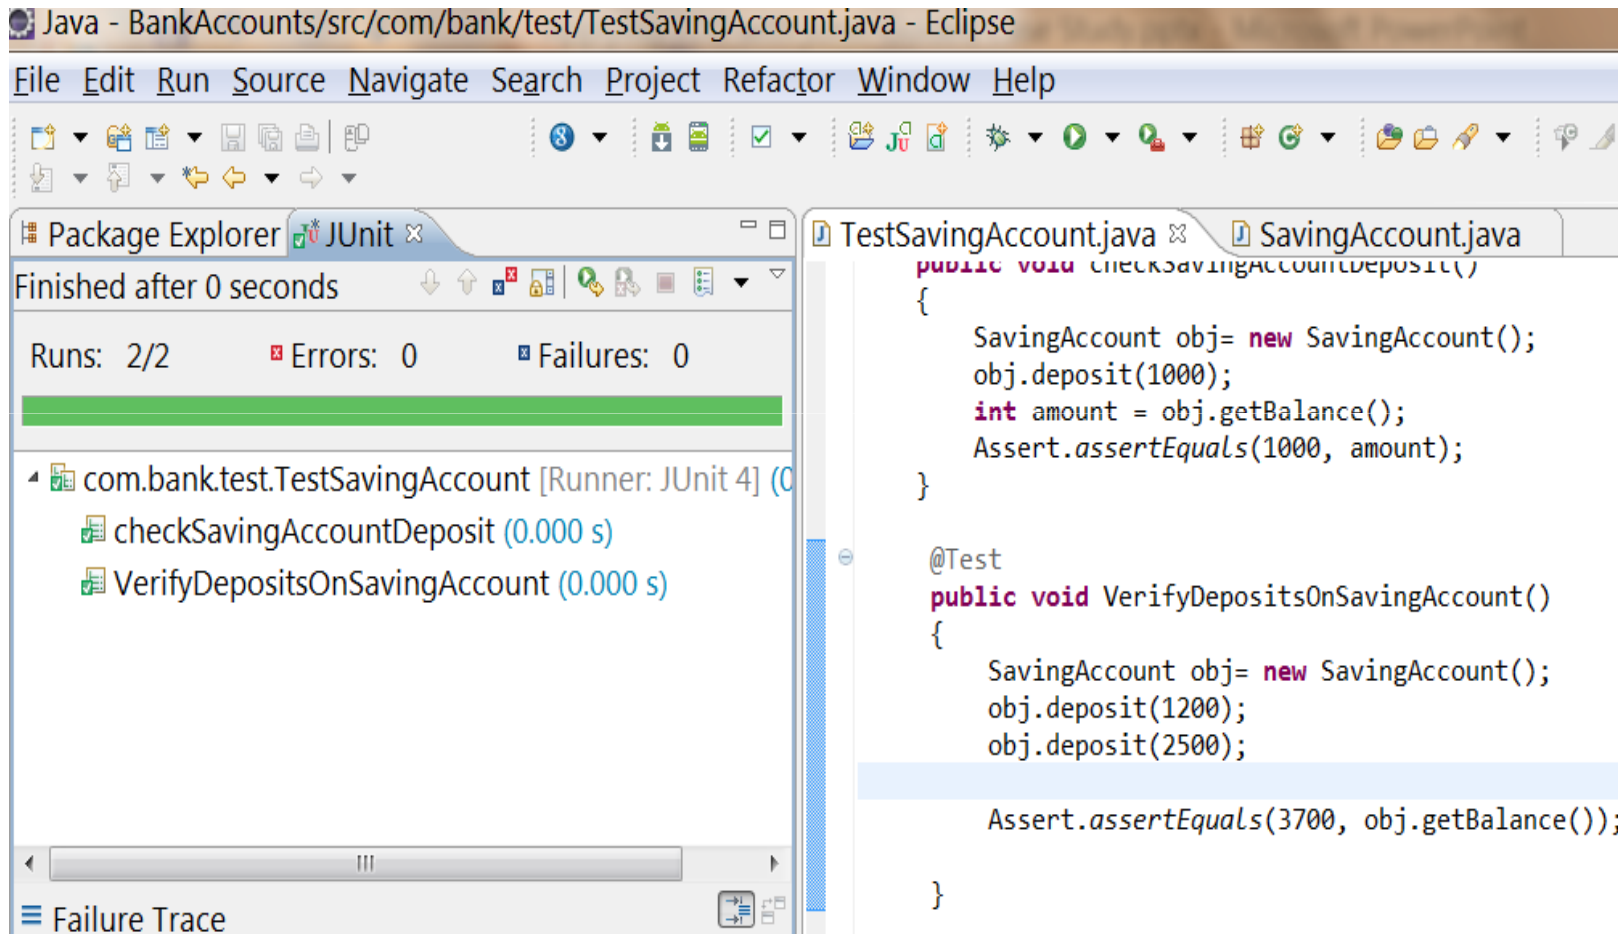 Java - BankAccounts/src/com/bank/test/TestSavingAccount.java - Eclipse
File Edit Run Source Navigate Search Project Refactor Window Help
Package Explorer JUnit
Finished after 0 seconds
Runs: 2/2 Errors: 0 Failures: 0
com.bank.test.TestSavingAccount [Runner: JUnit 4] (0
checkSavingAccountDeposit (0.000 s)
VerifyDepositsOnSavingAccount (0.000 s)
Failure Trace
TestSavingAccount.java SavingAccount.java
public void checkSavingAccountDeposit()
{
SavingAccount obj= new SavingAccount();
obj.deposit(1000);
int amount = obj.getBalance();
Assert.assertEquals(1000, amount);
}
@Test
public void VerifyDepositsOnSavingAccount()
{
SavingAccount obj= new SavingAccount();
obj.deposit(1200);
obj.deposit(2500);
Assert.assertEquals(3700, obj.getBalance());
}